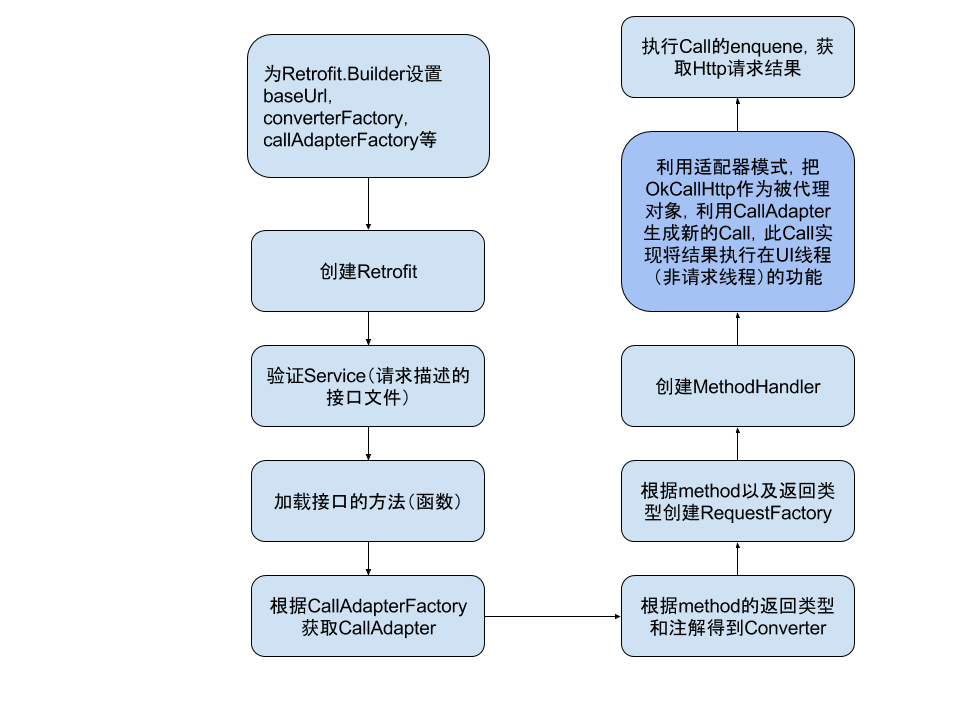 为Retrofit.Builder设置
baseUrl,
converterFactory,
callAdapterFactory等
创建Retrofit
验证Service（请求描述的
接口文件）
加载接口的方法（函数）
根据CallAdapterFactory
获取CallAdapter
根据method的返回类型
和注解得到Converter
根据method以及返回类
型创建RequestFactory
创建MethodHandler
利用适配器模式，把
OkCallHttp作为被代理
对象，利用CallAdapter
生成新的Call，此Call实
现将结果执行在UI线程
（非请求线程）的功能
执行Call的enquene，获
取Http请求结果